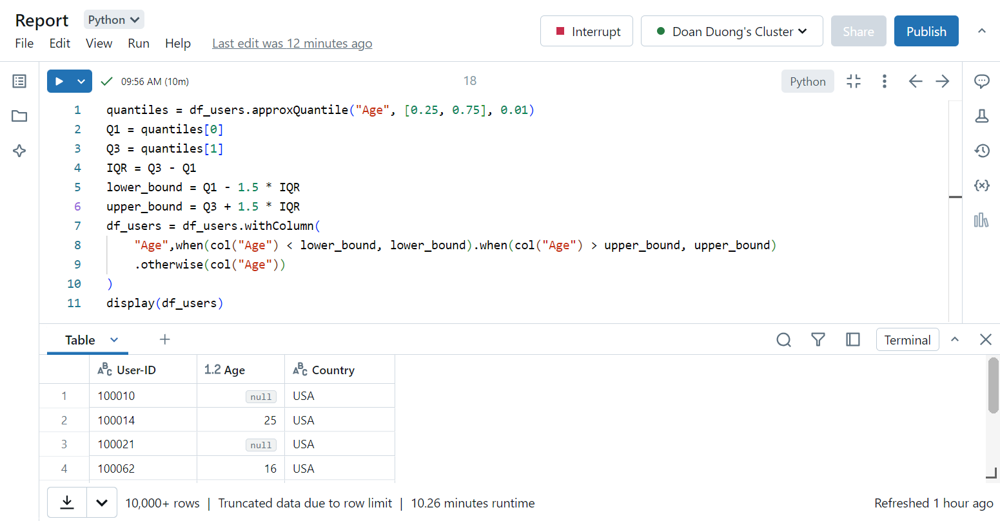 Report Python
File Edit View Run Help Last edit was 12 minutes ago
Interrupt Doan Duong's Cluster Share Publish
09:56 AM (10m) 18 Python
1 quantiles = df_users.approxQuantile("Age", [0.25, 0.75], 0.01)
2 Q1 = quantiles[0]
3 Q3 = quantiles[1]
4 IQR = Q3 - Q1
5 lower_bound = Q1 - 1.5 * IQR
6 upper_bound = Q3 + 1.5 * IQR
7 df_users = df_users.withColumn(
8 "Age",when(col("Age") < lower_bound, lower_bound).when(col("Age") > upper_bound, upper_bound)
9 .otherwise(col("Age"))
10 )
11 display(df_users)
Table + Terminal
ABC User-ID 1.2 Age ABC Country
1 100010 null USA
2 100014 25 USA
3 100021 null USA
4 100062 16 USA
10,000+ rows | Truncated data due to row limit | 10.26 minutes runtime Refreshed 1 hour ago